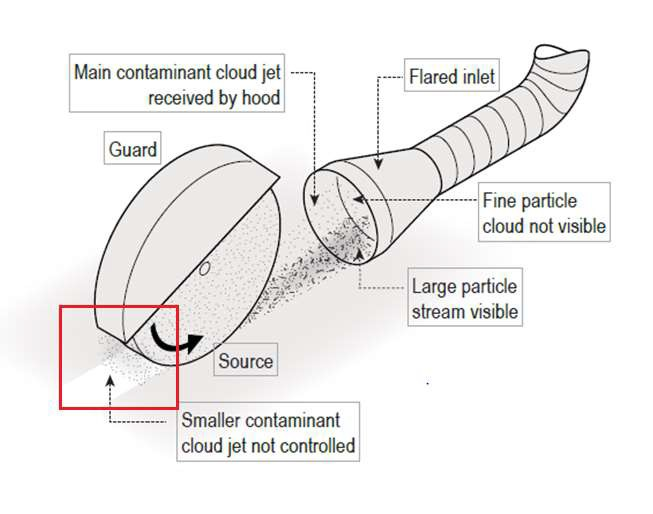 Main contaminant cloud jet
received by hood
Flared inlet
Guard
Fine particle
cloud not visible
Large particle
stream visible
Source
Smaller contaminant
cloud jet not controlled